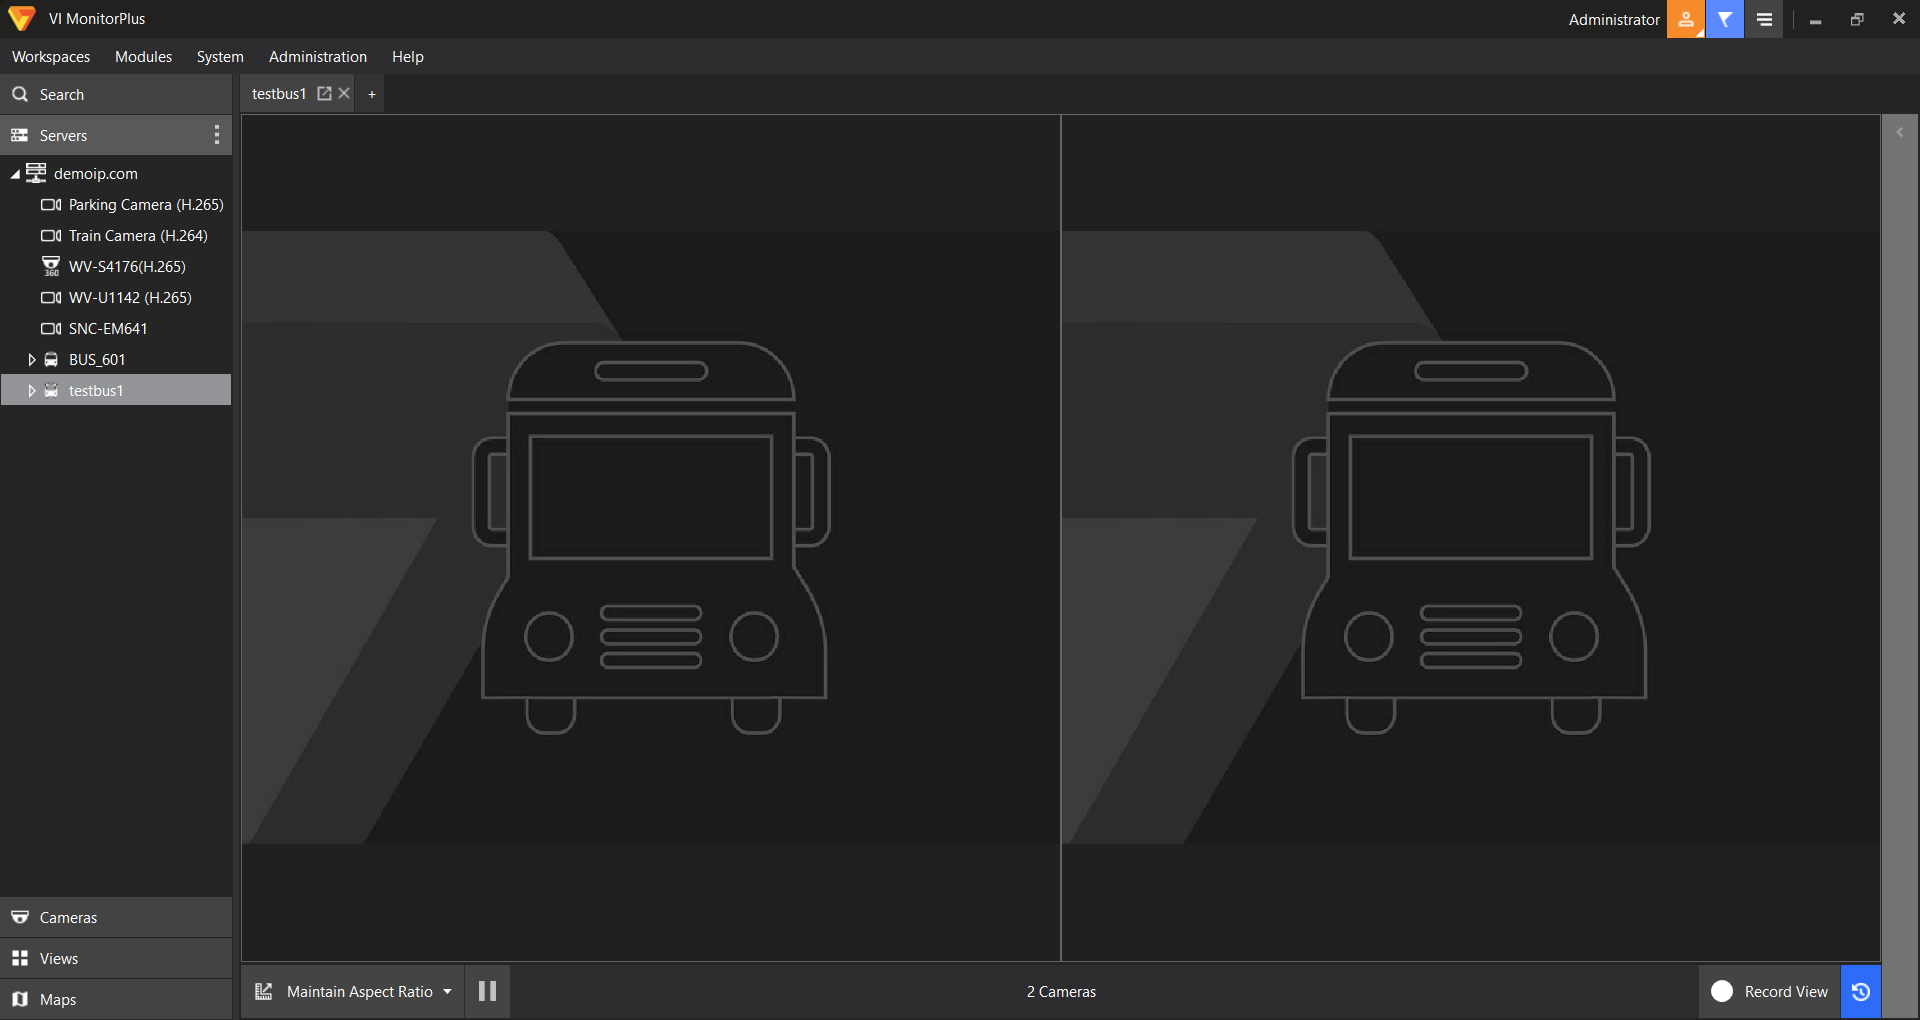 VI MonitorPlus
Administrator
Workspaces Modules System Administration Help
Search
testbus1
+
Servers
demoip.com
Parking Camera (H.265)
Train Camera (H.264)
360
WV-S4176(H.265)
WV-U1142 (H.265)
SNC-EM641
BUS_601
testbus1
Cameras
Views
Maps
Maintain Aspect Ratio
2 Cameras
Record View